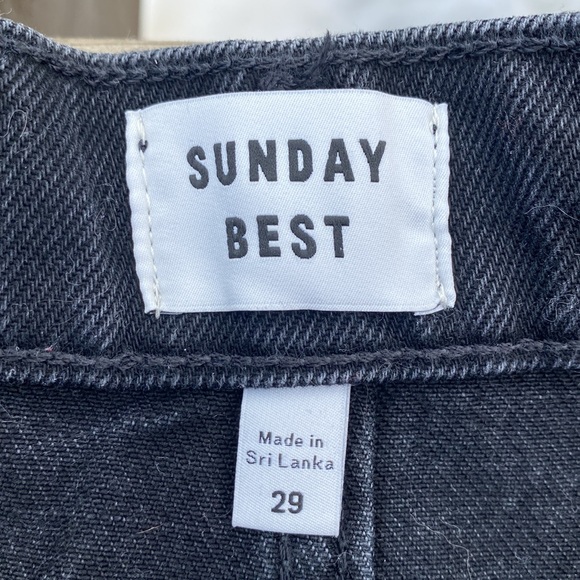 SUNDAY
BEST
Made in
Sri Lanka
29